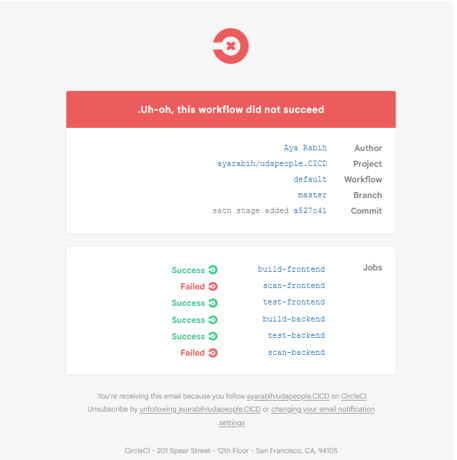 .Uh-oh, this workflow did not succeed
Aya Rabih Author
ayarabih/udapeople.CICD Project
default Workflow
master Branch
sacn stage added a527c41 Commit
Success build-frontend Jobs
Failed scan-frontend
Success test-frontend
Success build-backend
Success test-backend
Failed scan-backend
.You're receiving this email because you follow ayarabih/udapeople.CICD on CircleCI
Unsubscribe by unfollowing ayarabih/udapeople.CICD or changing your email notification
.settings
CircleCI - 201 Spear Street - 12th Floor - San Francisco, CA, 94105